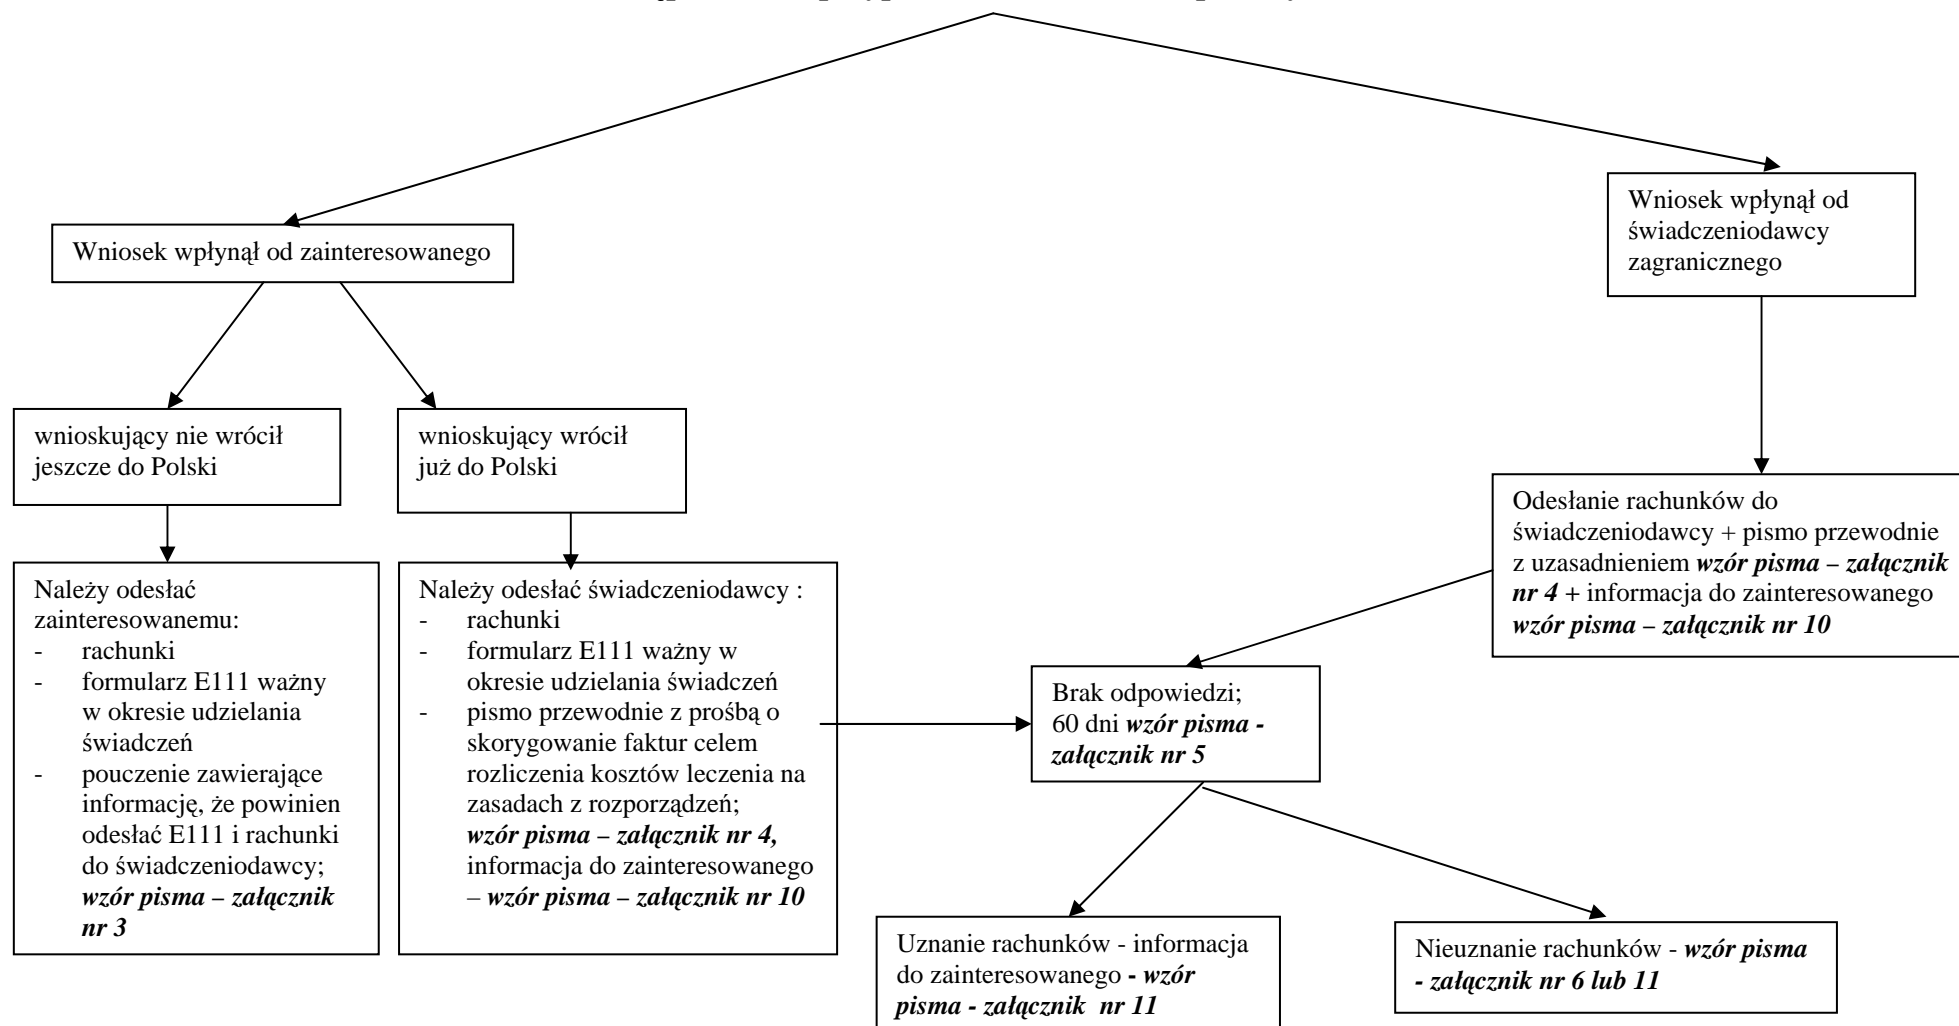 Wniosek wpłynął od zainteresowanego
Wniosek wpłynął od
świadczeniodawcy
zagranicznego
wnioskujący nie wrócił
jeszcze do Polski
wnioskujący wrócił
już do Polski
Odesłanie rachunków do
świadczeniodawcy + pismo przewodnie
z uzasadnieniem wzór pisma – załącznik
nr 4 + informacja do zainteresowanego
wzór pisma – załącznik nr 10
Należy odesłać
zainteresowanemu:
- rachunki
- formularz E111 ważny
w okresie udzielania
świadczeń
- pouczenie zawierające
informację, że powinien
odesłać E111 i rachunki
do świadczeniodawcy;
wzór pisma – załącznik
nr 3
Należy odesłać świadczeniodawcy :
- rachunki
- formularz E111 ważny w
okresie udzielania świadczeń
- pismo przewodnie z prośbą o
skorygowanie faktur celem
rozliczenia kosztów leczenia na
zasadach z rozporządzeń;
wzór pisma – załącznik nr 4,
informacja do zainteresowanego
– wzór pisma – załącznik nr 10
Brak odpowiedzi;
60 dni wzór pisma -
załącznik nr 5
Uznanie rachunków - informacja
do zainteresowanego - wzór
pisma - załącznik nr 11
Nieuznanie rachunków - wzór pisma
- załącznik nr 6 lub 11